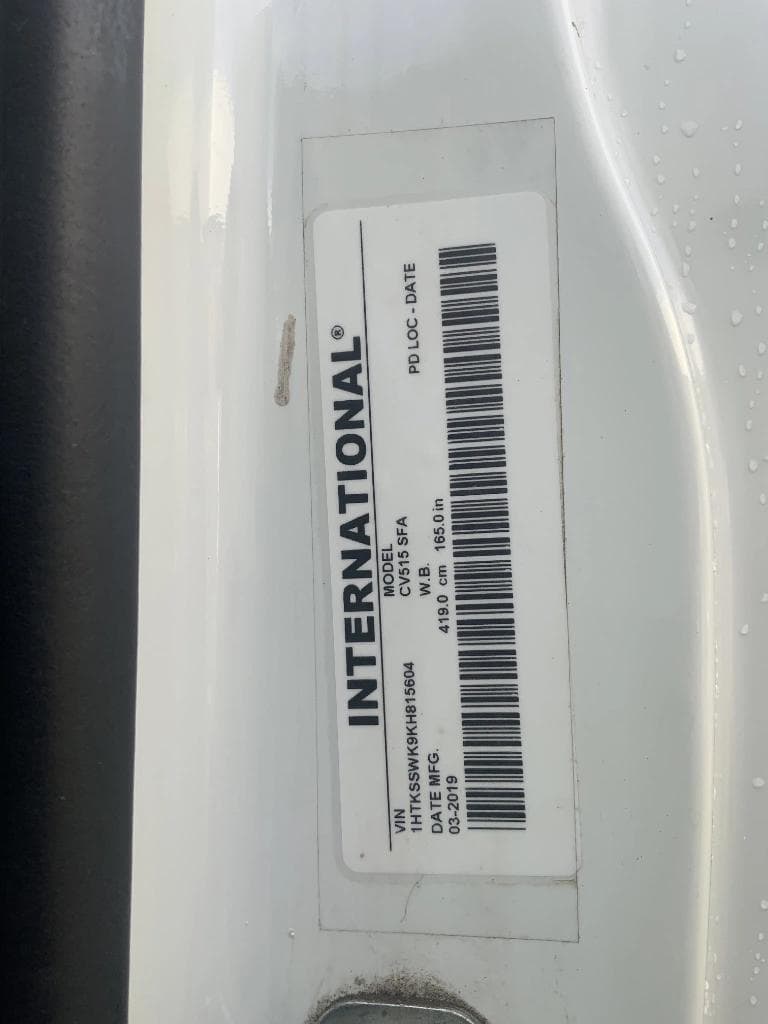 INTERNATIONAL®
VIN
1HTKSSWK9KH815604
DATE MFG.
03-2019
MODEL
CV515 SFA
W.B.
419.0 cm 165.0 in
PD LOC - DATE